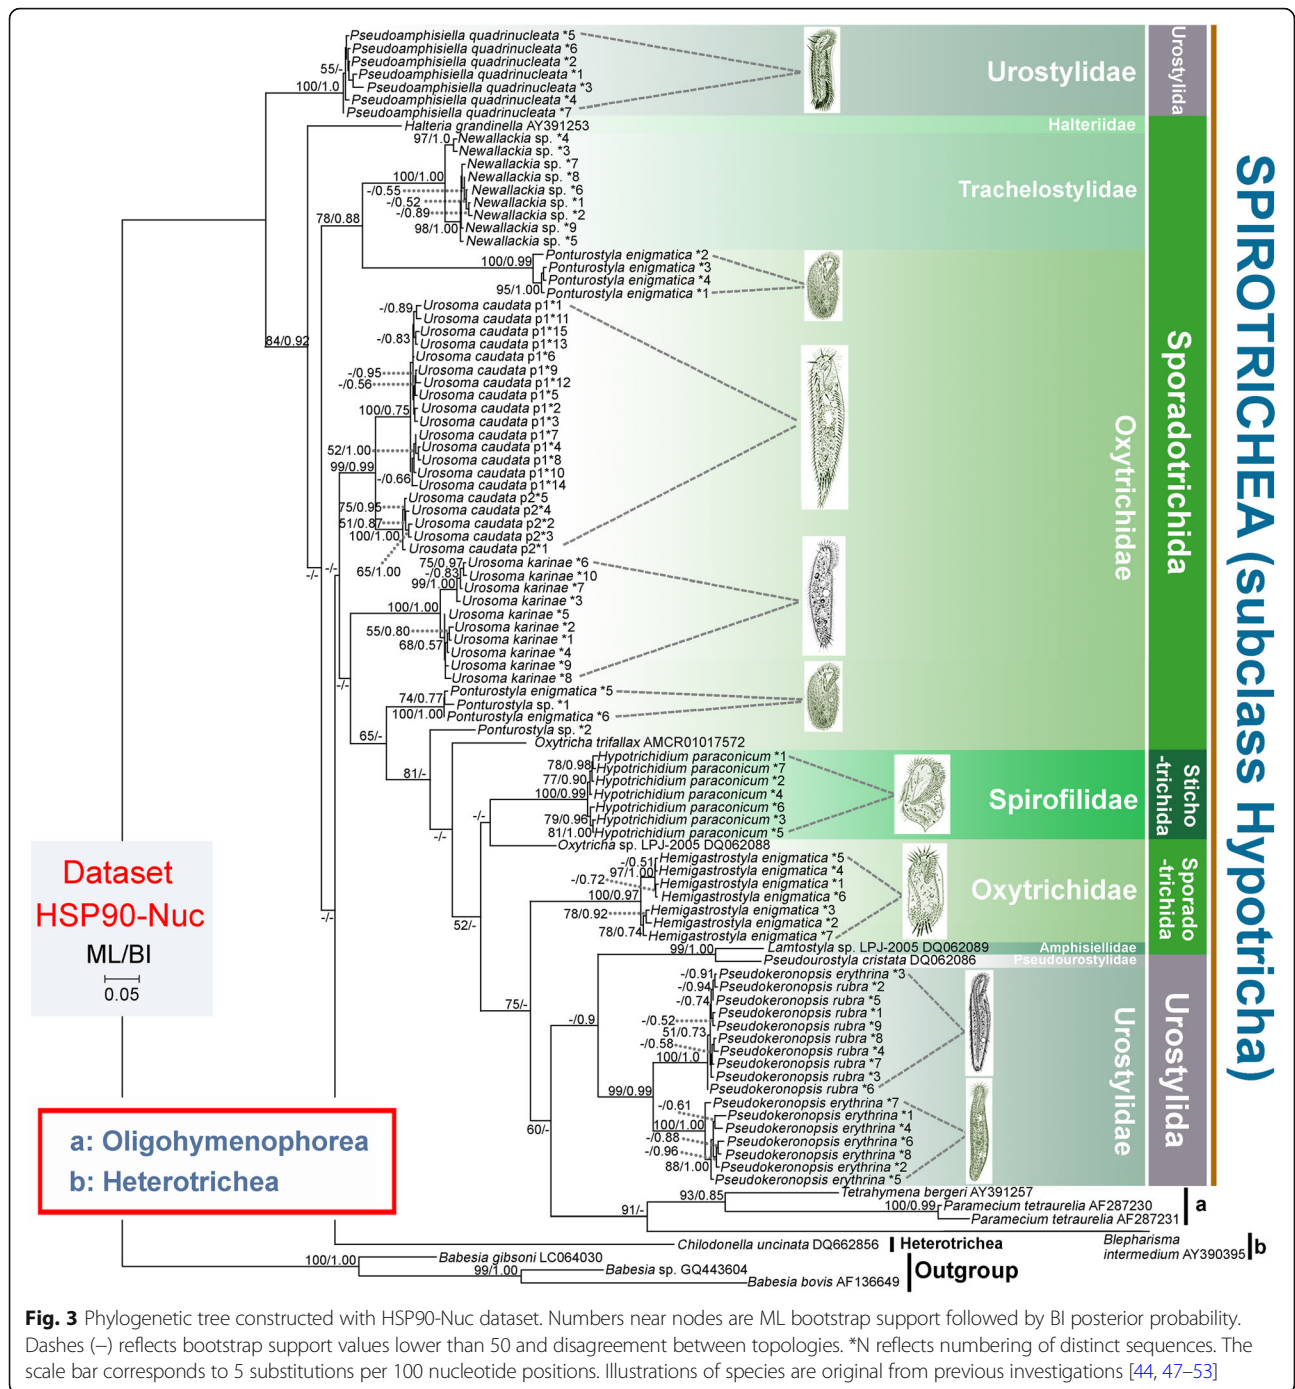 Pseudoamphisiella quadrinucleata *5
Pseudoamphisiella quadrinucleata *6
Pseudoamphisiella quadrinucleata *2
55/-
Pseudoamphisiella quadrinucleata *1
100/1.0
Pseudoamphisiella quadrinucleata *3
Pseudoamphisiella quadrinucleata *4
Pseudoamphisiella quadrinucleata *7
Urostylidae
Urostylida
Halteria grandinella AY391253
Halteriidae
97/1.0
Newallackia sp. *4
Newallackia sp. *3
Newallackia sp. *7
100/1.00
Newallackia sp. *8
-/0.55
Newallackia sp. *6
-/0.52
Newallackia sp. *1
-/0.89
Newallackia sp. *2
98/1.00
Newallackia sp. *9
Newallackia sp. *5
Trachelostylidae
78/0.88
100/0.99
Ponturostyla enigmatica *2
Ponturostyla enigmatica *3
Ponturostyla enigmatica *4
95/1.00
Ponturostyla enigmatica *1
84/0.92
-/0.89
Urosoma caudata p1*1
Urosoma caudata p1*11
Urosoma caudata p1*15
-/0.83
Urosoma caudata p1*13
Urosoma caudata p1*6
-/0.95
Urosoma caudata p1*9
-/0.56
Urosoma caudata p1*12
Urosoma caudata p1*5
100/0.75
Urosoma caudata p1*2
Urosoma caudata p1*3
Urosoma caudata p1*7
52/1.00
Urosoma caudata p1*4
Urosoma caudata p1*8
99/0.99
-/0.66
Urosoma caudata p1*10
Urosoma caudata p1*14
Urosoma caudata p2*5
75/0.95
Urosoma caudata p2*4
51/0.87
Urosoma caudata p2*2
100/1.00
Urosoma caudata p2*3
Urosoma caudata p2*1
65/1.00
Oxytrichidae
Sporadotrichida
SPIROTRICHEA (subclass Hypotricha)
75/0.97
Urosoma karinae *6
-/0.83
Urosoma karinae *10
99/1.00
Urosoma karinae *7
Urosoma karinae *3
100/1.00
Urosoma karinae *5
55/0.80
Urosoma karinae *2
Urosoma karinae *1
68/0.57
Urosoma karinae *4
Urosoma karinae *9
Urosoma karinae *8
-/-
-/-
-/-
74/0.77
Ponturostyla enigmatica *5
Ponturostyla sp. *1
100/1.00
Ponturostyla enigmatica *6
Ponturostyla sp. *2
65/-
Oxytricha trifallax AMCR01017572
81/-
Hypotrichidium paraconicum *1
78/0.98
Hypotrichidium paraconicum *7
77/0.90
Hypotrichidium paraconicum *2
100/0.99
Hypotrichidium paraconicum *4
Hypotrichidium paraconicum *6
79/0.96
Hypotrichidium paraconicum *3
81/1.00
Hypotrichidium paraconicum *5
Spirofilidae
Sticho
-trichida
-/-
-/-
Oxytricha sp. LPJ-2005 DQ062088
-/0.51
Hemigastrostyla enigmatica *5
97/1.00
Hemigastrostyla enigmatica *4
-/0.72
Hemigastrostyla enigmatica *1
100/0.97
Hemigastrostyla enigmatica *6
78/0.92
Hemigastrostyla enigmatica *3
Hemigastrostyla enigmatica *2
78/0.74
Hemigastrostyla enigmatica *7
Oxytrichidae
Sporado
-trichida
-/-
52/-
99/1.00
Lamtostyla sp. LPJ-2005 DQ062089
Amphisiellidae
Pseudourostyla cristata DQ062086
Pseudourostylidae
-/0.91
Pseudokeronopsis erythrina *3
-/0.94
Pseudokeronopsis rubra *2
-/0.74
Pseudokeronopsis rubra *5
Pseudokeronopsis rubra *1
-/0.52
Pseudokeronopsis rubra *9
51/0.73
Pseudokeronopsis rubra *8
-/0.58
Pseudokeronopsis rubra *4
100/1.0
Pseudokeronopsis rubra *7
Pseudokeronopsis rubra *3
Pseudokeronopsis rubra *6
75/-
-/0.9
99/0.99
Pseudokeronopsis erythrina *7
-/0.61
Pseudokeronopsis erythrina *1
100/1.00
Pseudokeronopsis erythrina *4
-/0.88
Pseudokeronopsis erythrina *6
-/0.96
Pseudokeronopsis erythrina *8
88/1.00
Pseudokeronopsis erythrina *2
Pseudokeronopsis erythrina *5
Urostylidae
Urostylida
60/-
93/0.85
Tetrahymena bergeri AY391257
100/0.99
Paramecium tetraurelia AF287230
Paramecium tetraurelia AF287231
a
91/-
Blepharisma
intermedium AY390395
b
Chilodonella uncinata DQ662856
Heterotrichea
100/1.00
Babesia gibsoni LC064030
99/1.00
Babesia sp. GQ443604
Babesia bovis AF136649
Outgroup
Dataset
HSP90-Nuc
ML/BI
0.05
a: Oligohymenophorea
b: Heterotrichea
Fig. 3 Phylogenetic tree constructed with HSP90-Nuc dataset. Numbers near nodes are ML bootstrap support followed by BI posterior probability.
Dashes (−) reflects bootstrap support values lower than 50 and disagreement between topologies. *N reflects numbering of distinct sequences. The
scale bar corresponds to 5 substitutions per 100 nucleotide positions. Illustrations of species are original from previous investigations [44, 47–53]